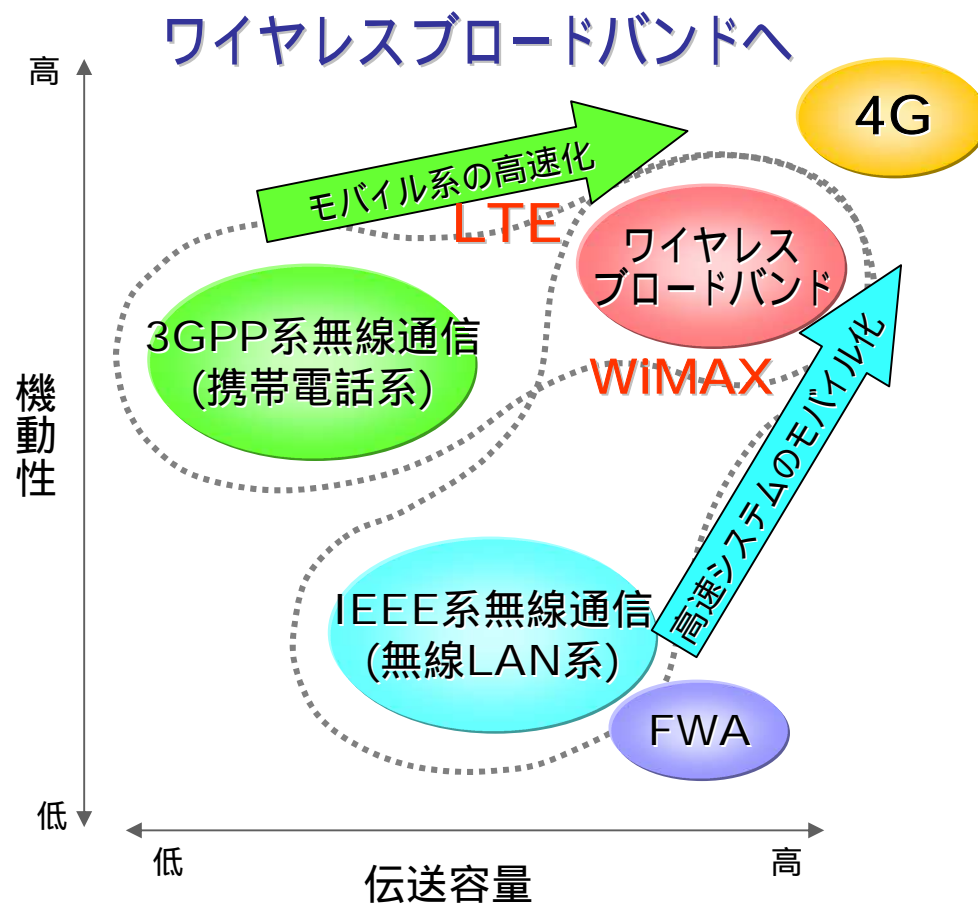 ワイヤレスブロードバンドへ
高
4G
モバイル系の高速化
LTE
ワイヤレス
ブロードバンド
3GPP系無線通信
(携帯電話系)
WiMAX
機動性
高速システムのモバイル化
IEEE系無線通信
(無線LAN系)
FWA
低
低
高
伝送容量